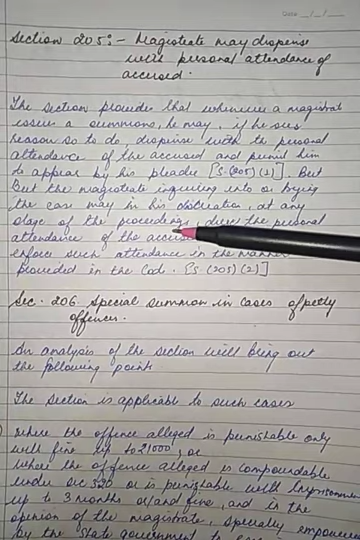 Date __/__/__
Section 205:- Magistrate may dispense
with personal attendance of
accused.
The section provides that whenever a magistrat
issues a summons, he may, if he sees
reason so to do, dispense with the personal
attendance of the accused and permit him
to appear by his pleader [S.(205)(1)]. But
But the magistrate inquiring into or trying
the case may in his discretion, at any
stage of the proceedings, direct the personal
attendance of the accus
enforce such attendance in the manner
provided in the Code. [S (205)(2)]
Sec. 206 Special summon in cases of petty
offences.
An analysis of the section will bring out
the following points
The section is applicable to such cases
where the offence alleged is punishable only
with fine up to 1000, or
where the offence alleged is compoundable
under sec 320 or is punishable with Imprisonmen
up to 3 months or/and fine, and in the
opinion of the magistrate, specially empowere
by the State government to